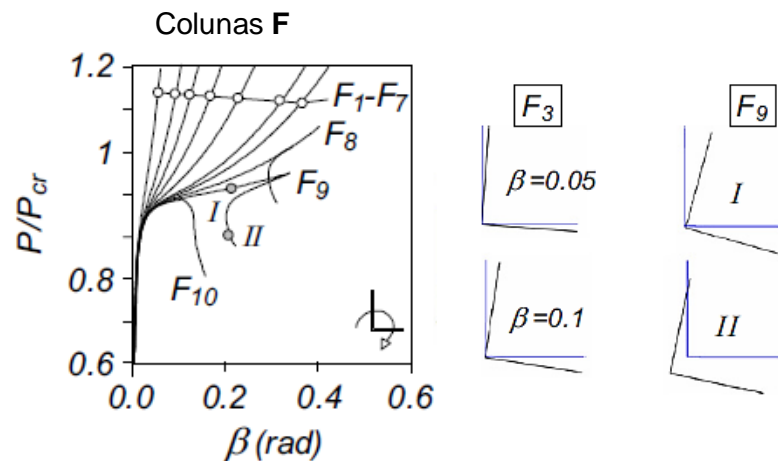 Colunas F
P/Pcr
1.2
1
0.8
0.6
0.0
0.2
0.4
0.6
β (rad)
F1-F7
F8
F9
I
II
F10
F3
β=0.05
β=0.1
F9
I
II